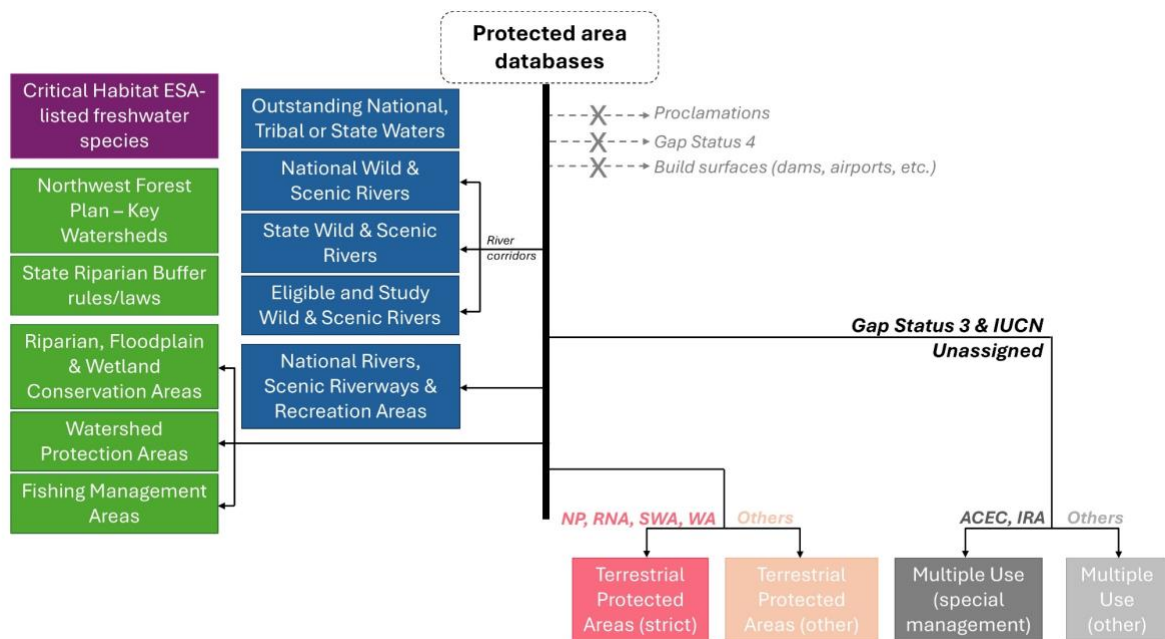 Protected area
databases
Critical Habitat ESA-
listed freshwater
species
Northwest Forest
Plan – Key
Watersheds
State Riparian Buffer
rules/laws
Riparian, Floodplain
& Wetland
Conservation Areas
Watershed
Protection Areas
Fishing Management
Areas
Outstanding National,
Tribal or State Waters
National Wild &
Scenic Rivers
State Wild & Scenic
Rivers
Eligible and Study
Wild & Scenic Rivers
National Rivers,
Scenic Riverways &
Recreation Areas
River
corridors
X Proclamations
X Gap Status 4
X Build surfaces (dams, airports, etc.)
Gap Status 3 & IUCN
Unassigned
NP, RNA, SWA, WA Others
ACEC, IRA Others
Terrestrial
Protected
Areas (strict)
Terrestrial
Protected
Areas (other)
Multiple Use
(special
management)
Multiple
Use
(other)